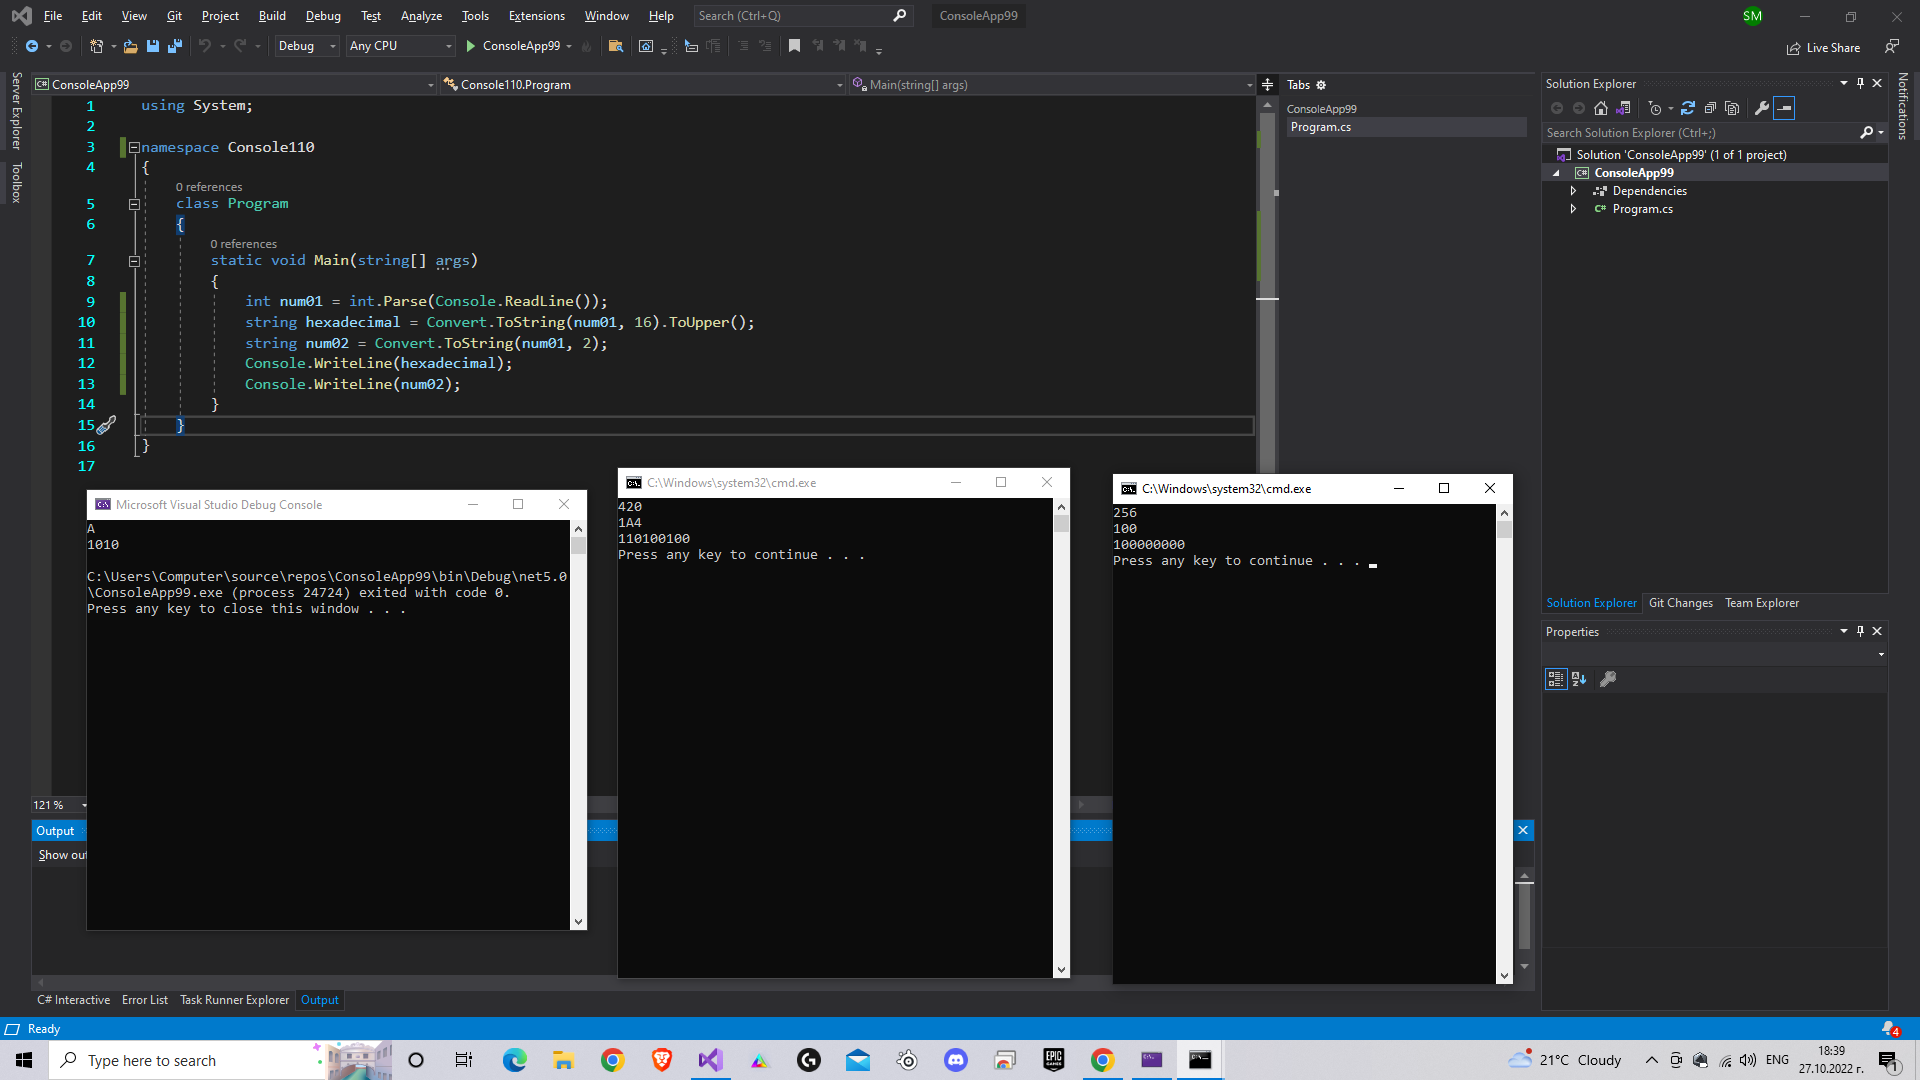 File Edit View Git Project Build Debug Test Analyze Tools Extensions Window Help Search (Ctrl+Q) ConsoleApp99 SM
Debug Any CPU ConsoleApp99 Live Share
Server Explorer
Toolbox
ConsoleApp99 Console110.Program Main(string[] args)
1 using System;
2
3 namespace Console110
4 {
0 references
5 class Program
6 {
0 references
7 static void Main(string[] args)
8 {
9 int num01 = int.Parse(Console.ReadLine());
10 string hexadecimal = Convert.ToString(num01, 16).ToUpper();
11 string num02 = Convert.ToString(num01, 2);
12 Console.WriteLine(hexadecimal);
13 Console.WriteLine(num02);
14 }
15 }
16 }
17
Tabs
ConsoleApp99
Program.cs
Solution Explorer
Search Solution Explorer (Ctrl+;)
Solution 'ConsoleApp99' (1 of 1 project)
ConsoleApp99
Dependencies
C# Program.cs
Notifications
Solution Explorer Git Changes Team Explorer
Properties
Microsoft Visual Studio Debug Console
A
1010
C:\Users\Computer\source\repos\ConsoleApp99\bin\Debug\net5.0
\ConsoleApp99.exe (process 24724) exited with code 0.
Press any key to close this window . . .
C:\Windows\system32\cmd.exe
420
1A4
110100100
Press any key to continue . . .
C:\Windows\system32\cmd.exe
256
100
100000000
Press any key to continue . . .
121 %
Output
Show out
C# Interactive Error List Task Runner Explorer Output
Ready 4
Type here to search EPIC GAMES 21°C Cloudy ENG 18:39
27.10.2022 г. 1